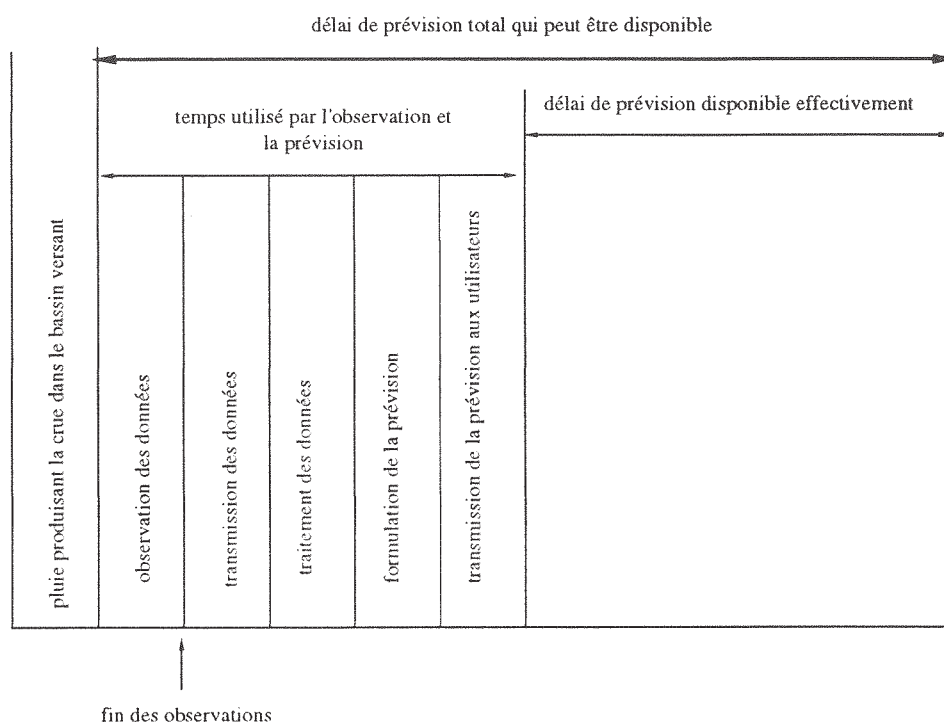 délai de prévision total qui peut être disponible
délai de prévision disponible effectivement
temps utilisé par l'observation et
la prévision
pluie produisant la crue dans le bassin versant
observation des données
transmission des données
traitement des données
formulation de la prévision
transmission de la prévision aux utilisateurs
fin des observations